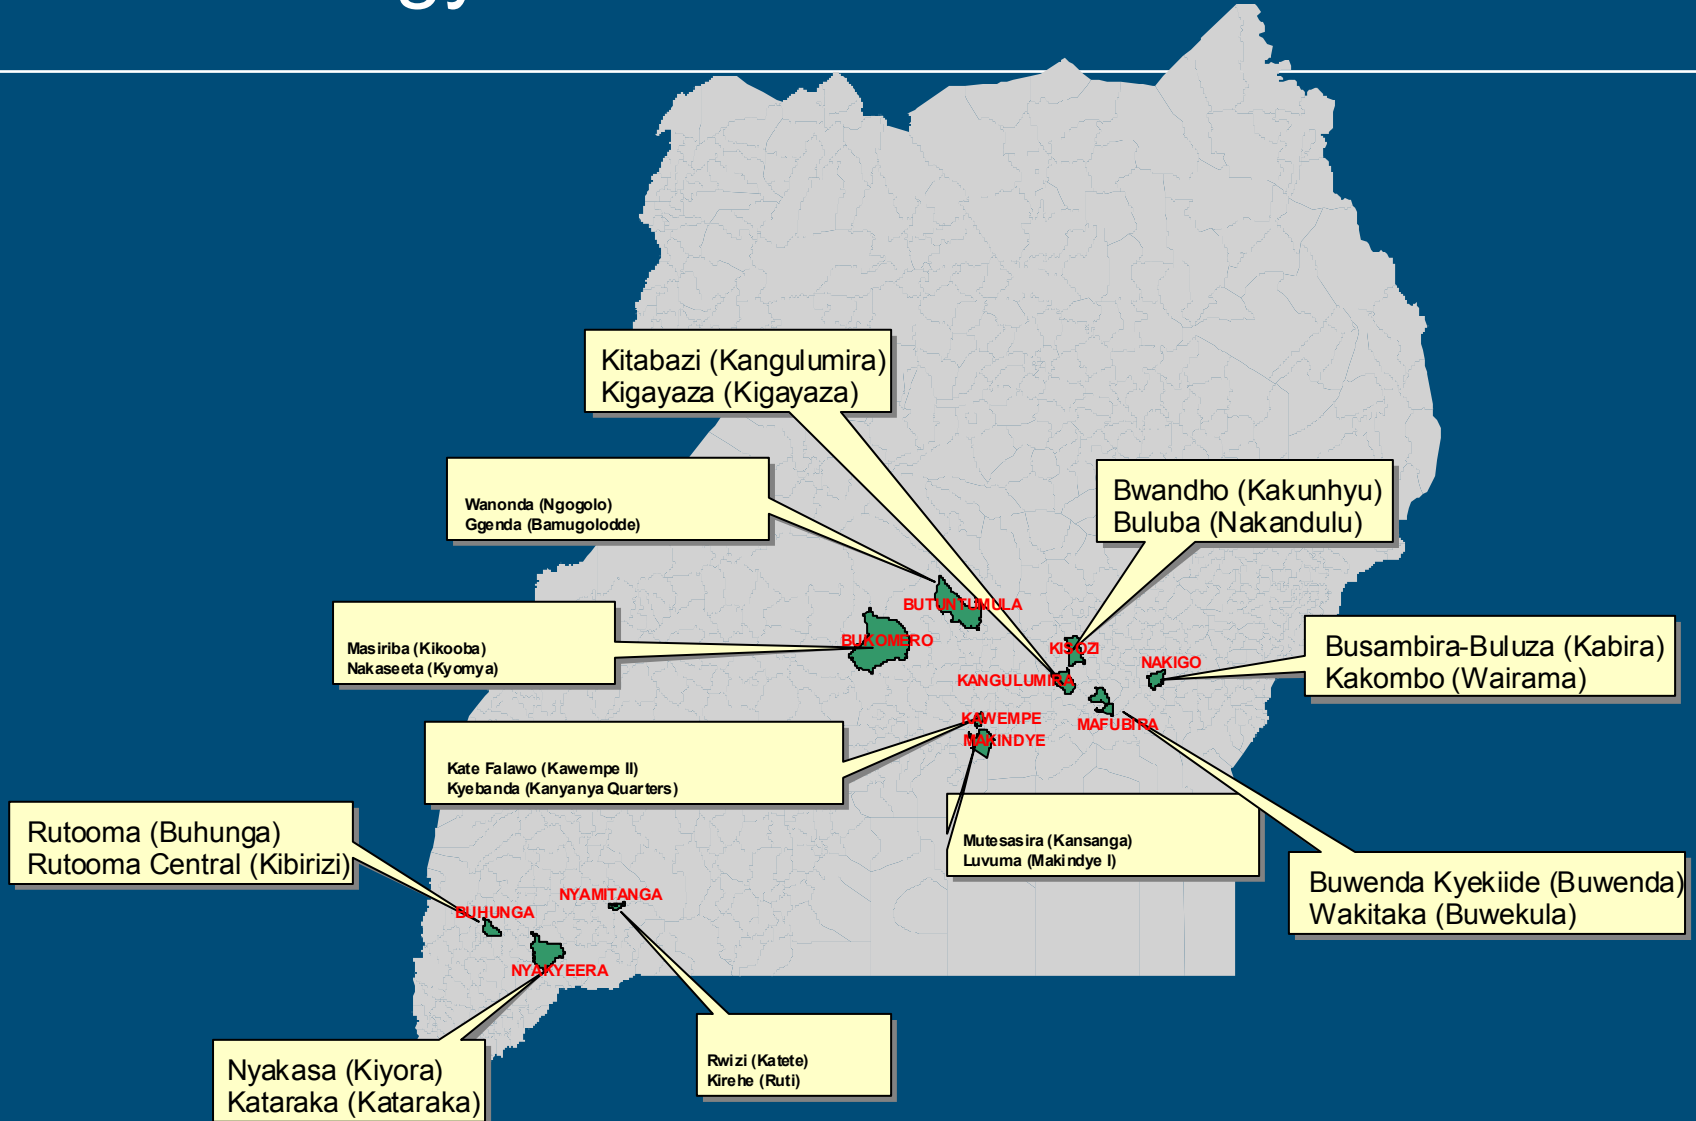 gy
Kitabazi (Kangulumira)
Kigayaza (Kigayaza)
Wanonda (Ngogolo)
Ggenda (Bamugolodde)
Bwandho (Kakunhyu)
Buluba (Nakandulu)
BUTUNTUMULA
Masiriba (Kikooba)
Nakaseeta (Kyomya)
BUKOMERO
KISOZI
NAKIGO
Busambira-Buluza (Kabira)
Kakombo (Wairama)
KANGULUMIRA
KAWEMPE
MAFUBIRA
MAKINDYE
Kate Falawo (Kawempe II)
Kyebanda (Kanyanya Quarters)
Rutooma (Buhunga)
Rutooma Central (Kibirizi)
Mutesasira (Kansanga)
Luvuma (Makindye I)
Buwenda Kyekiide (Buwenda)
Wakitaka (Buwekula)
NYAMITANGA
BUHUNGA
NYAKYEERA
Rwizi (Katete)
Kirehe (Ruti)
Nyakasa (Kiyora)
Kataraka (Kataraka)